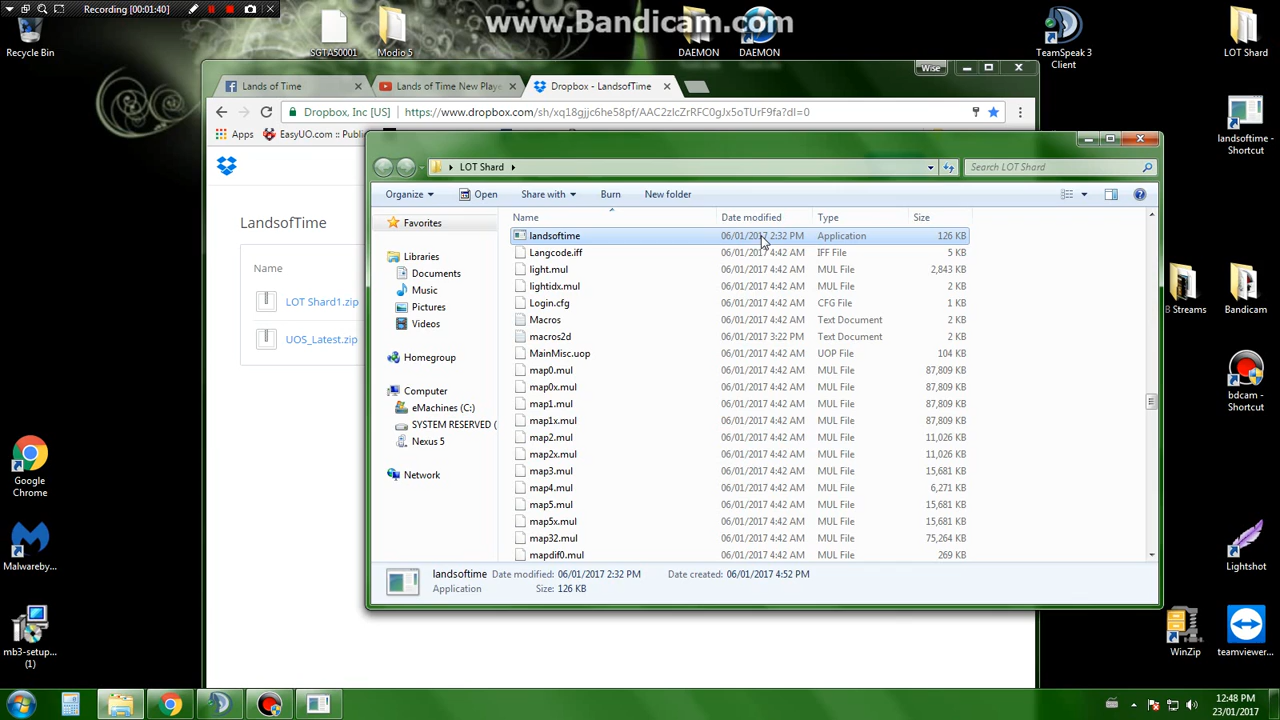 Recording [00:01:40]
www.Bandicam.com
Recycle Bin
SGTA50001
Modio 5
DAEMON
DAEMON
TeamSpeak 3
Client
LOT Shard
Wise
Lands of Time
Lands of Time New Playe
Dropbox - LandsofTime
Dropbox, Inc [US]
https://www.dropbox.com/sh/xq18gjjc6he58pf/AAC2zlcZrRFC0gJx5oTUrF9fa?dl=0
Apps
EasyUO.com :: Publi
landsoftime -
Shortcut
LOT Shard
Search LOT Shard
Organize
Open
Share with
Burn
New folder
LandsofTime
Name
LOT Shard1.zip
UOS_Latest.zip
Favorites
Libraries
Documents
Music
Pictures
Videos
Homegroup
Computer
eMachines (C:)
SYSTEM RESERVED (
Nexus 5
Network
Name Date modified Type Size
landsoftime 06/01/2017 2:32 PM Application 126 KB
Langcode.iff 06/01/2017 4:42 AM IFF File 5 KB
light.mul 06/01/2017 4:42 AM MUL File 2,843 KB
lightidx.mul 06/01/2017 4:42 AM MUL File 2 KB
Login.cfg 06/01/2017 4:42 AM CFG File 1 KB
Macros 06/01/2017 4:42 AM Text Document 2 KB
macros2d 06/01/2017 3:22 PM Text Document 2 KB
MainMisc.uop 06/01/2017 4:42 AM UOP File 104 KB
map0.mul 06/01/2017 4:42 AM MUL File 87,809 KB
map0x.mul 06/01/2017 4:42 AM MUL File 87,809 KB
map1.mul 06/01/2017 4:42 AM MUL File 87,809 KB
map1x.mul 06/01/2017 4:42 AM MUL File 87,809 KB
map2.mul 06/01/2017 4:42 AM MUL File 11,026 KB
map2x.mul 06/01/2017 4:42 AM MUL File 11,026 KB
map3.mul 06/01/2017 4:42 AM MUL File 15,681 KB
map4.mul 06/01/2017 4:42 AM MUL File 6,271 KB
map5.mul 06/01/2017 4:42 AM MUL File 15,681 KB
map5x.mul 06/01/2017 4:42 AM MUL File 15,681 KB
map32.mul 06/01/2017 4:42 AM MUL File 75,264 KB
mapdif0.mul 06/01/2017 4:42 AM MUL File 269 KB
landsoftime Date modified: 06/01/2017 2:32 PM Date created: 06/01/2017 4:52 PM
Application Size: 126 KB
B Streams
Bandicam
bdcam -
Shortcut
Google
Chrome
Malwareby...
Lightshot
mb3-setup...
(1)
WinZip
teamviewer...
12:48 PM
23/01/2017